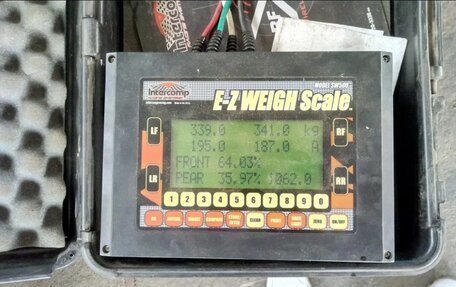 Intercomp
E-Z WEIGH Scale
MODEL SW500
LF
RF
LR
RR
339.0 341.0 kg
195.0 187.0 A
FRONT 64.03%
REAR 35.97% 1062.0
1 2 3 4 5 6 7 8 9 0
CLEAR
PRINT
ZERO
ON/OFF